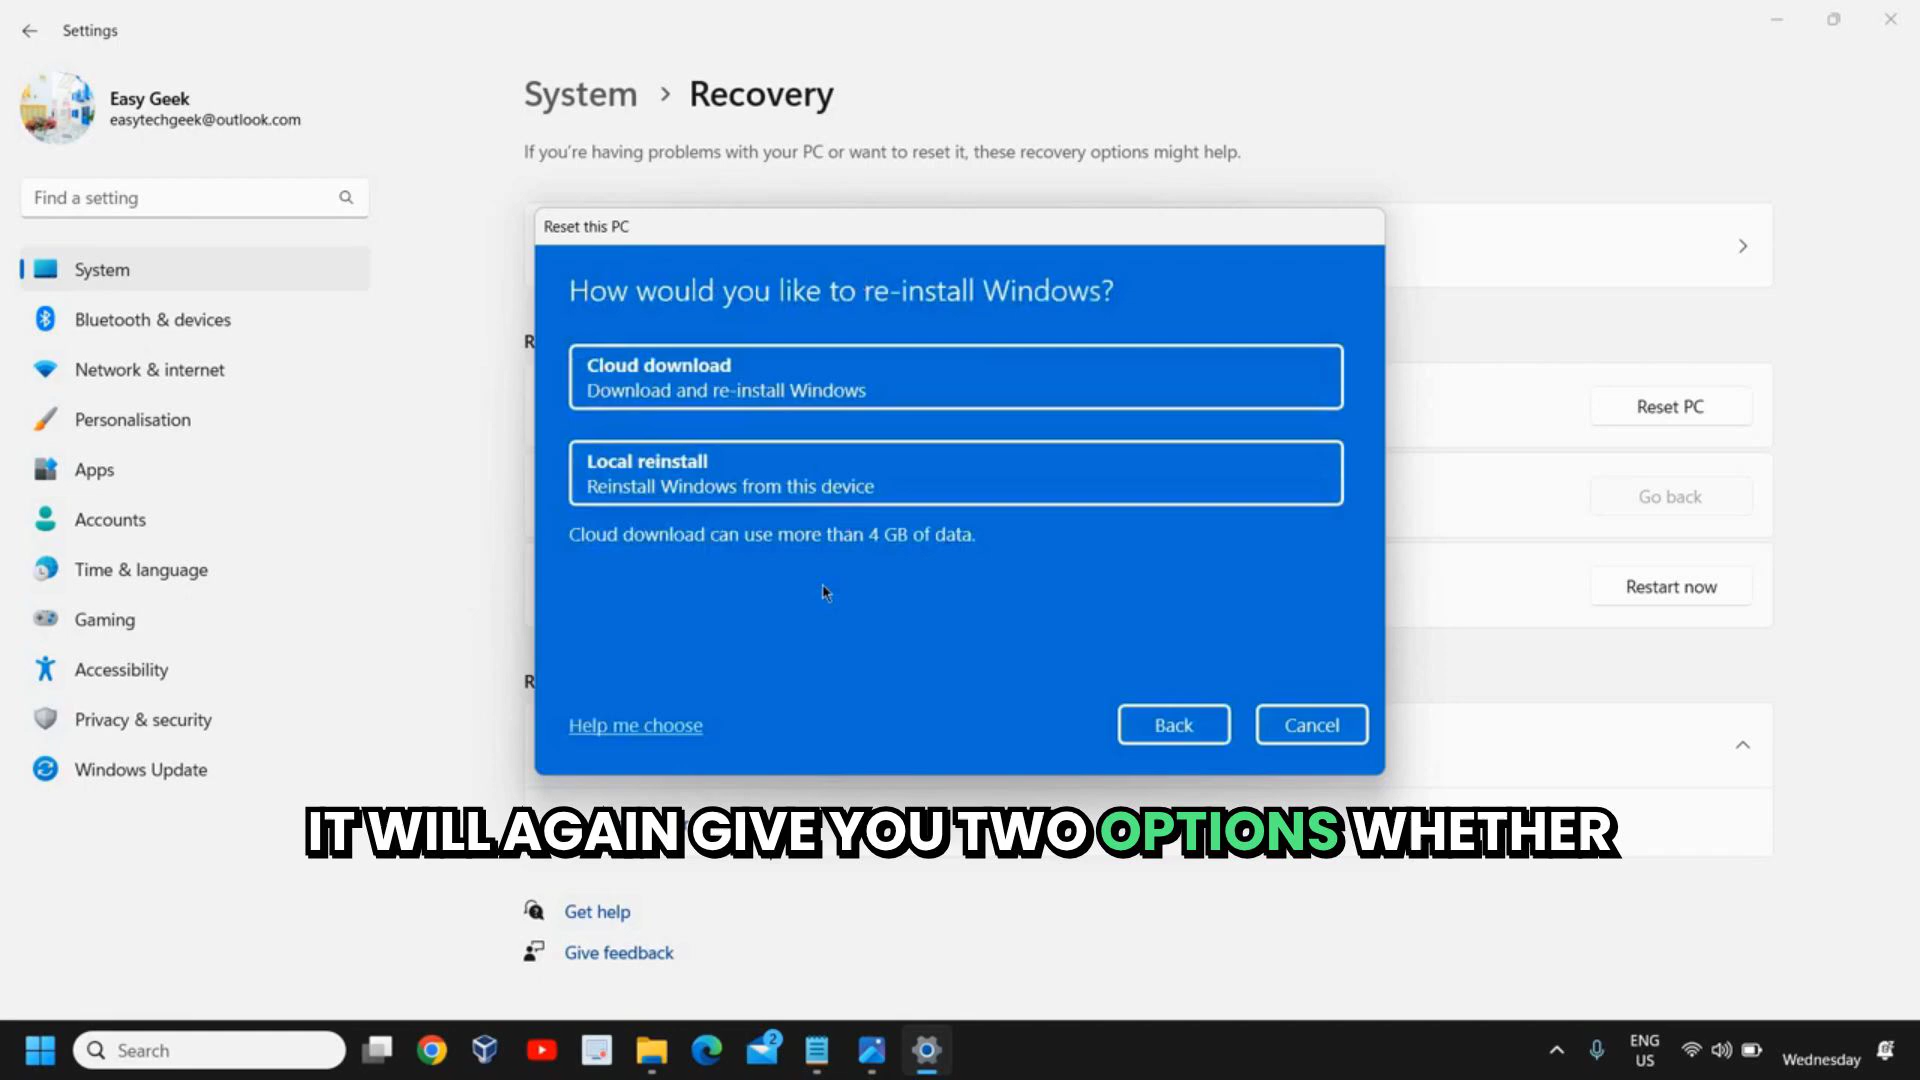 Settings
Easy Geek
easytechgeek@outlook.com
Find a setting
System
Bluetooth & devices
Network & internet
Personalisation
Apps
Accounts
Time & language
Gaming
Accessibility
Privacy & security
Windows Update
System > Recovery
If you're having problems with your PC or want to reset it, these recovery options might help.
R
Reset PC
Go back
Restart now
R
Reset this PC
How would you like to re-install Windows?
Cloud download
Download and re-install Windows
Local reinstall
Reinstall Windows from this device
Cloud download can use more than 4 GB of data.
Help me choose
Back
Cancel
IT WILL AGAIN GIVE YOU TWO OPTIONS WHETHER
Get help
Give feedback
Search
2
ENG
US
Wednesday